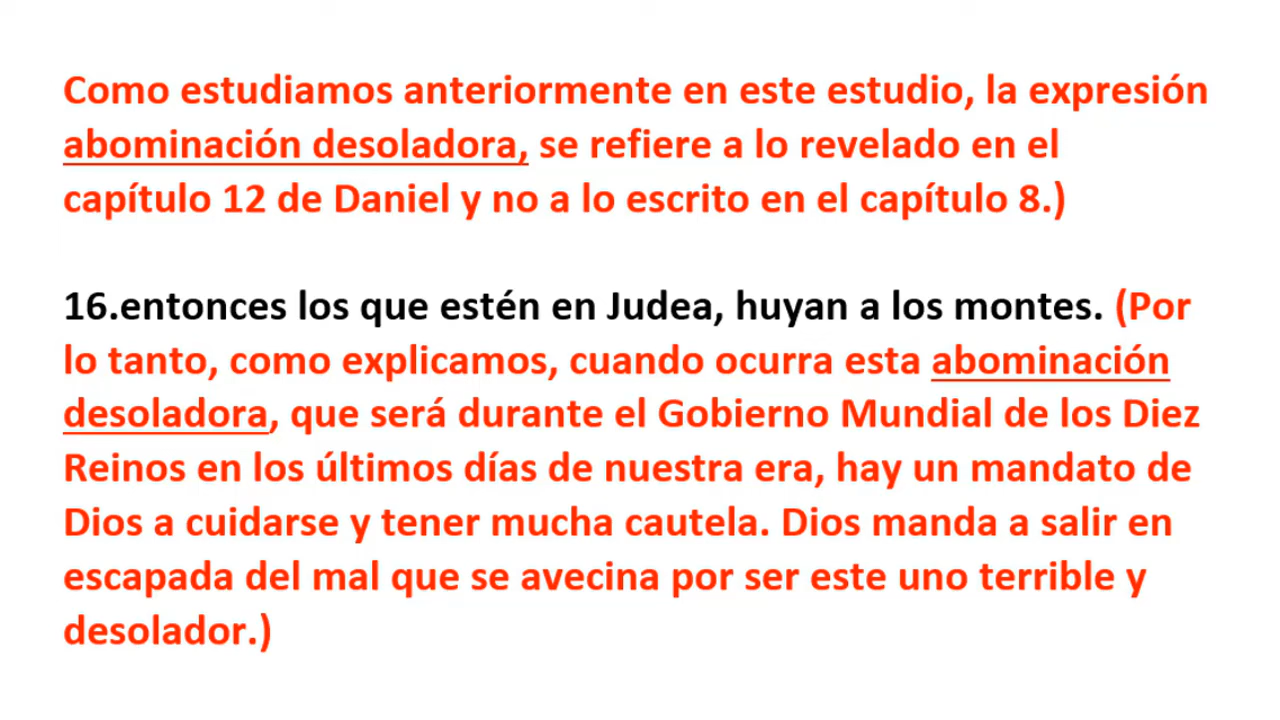 Como estudiamos anteriormente en este estudio, la expresión
abominación desoladora, se refiere a lo revelado en el
capítulo 12 de Daniel y no a lo escrito en el capítulo 8.)
16.entonces los que estén en Judea, huyan a los montes. (Por
lo tanto, como explicamos, cuando ocurra esta abominación
desoladora, que será durante el Gobierno Mundial de los Diez
Reinos en los últimos días de nuestra era, hay un mandato de
Dios a cuidarse y tener mucha cautela. Dios manda a salir en
escapada del mal que se avecina por ser este uno terrible y
desolador.)